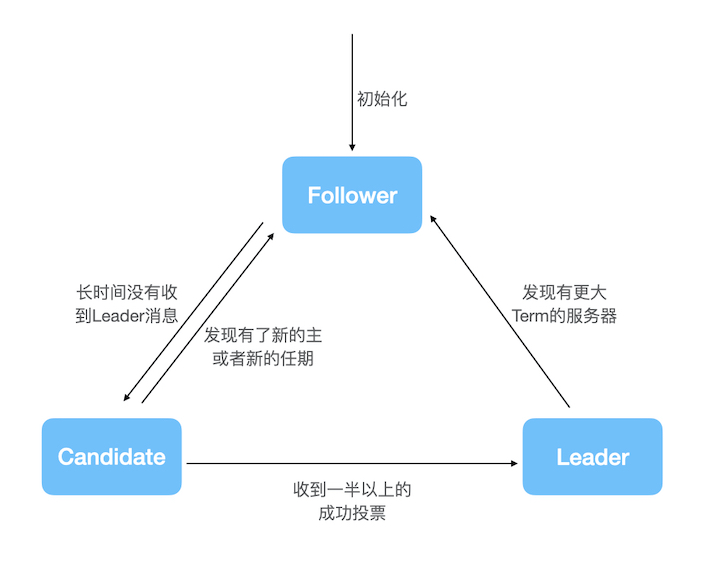 初始化
Follower
长时间没有收
到Leader消息
发现有了新的主
或者新的任期
发现有更大
Term的服务器
Candidate
Leader
收到一半以上的
成功投票